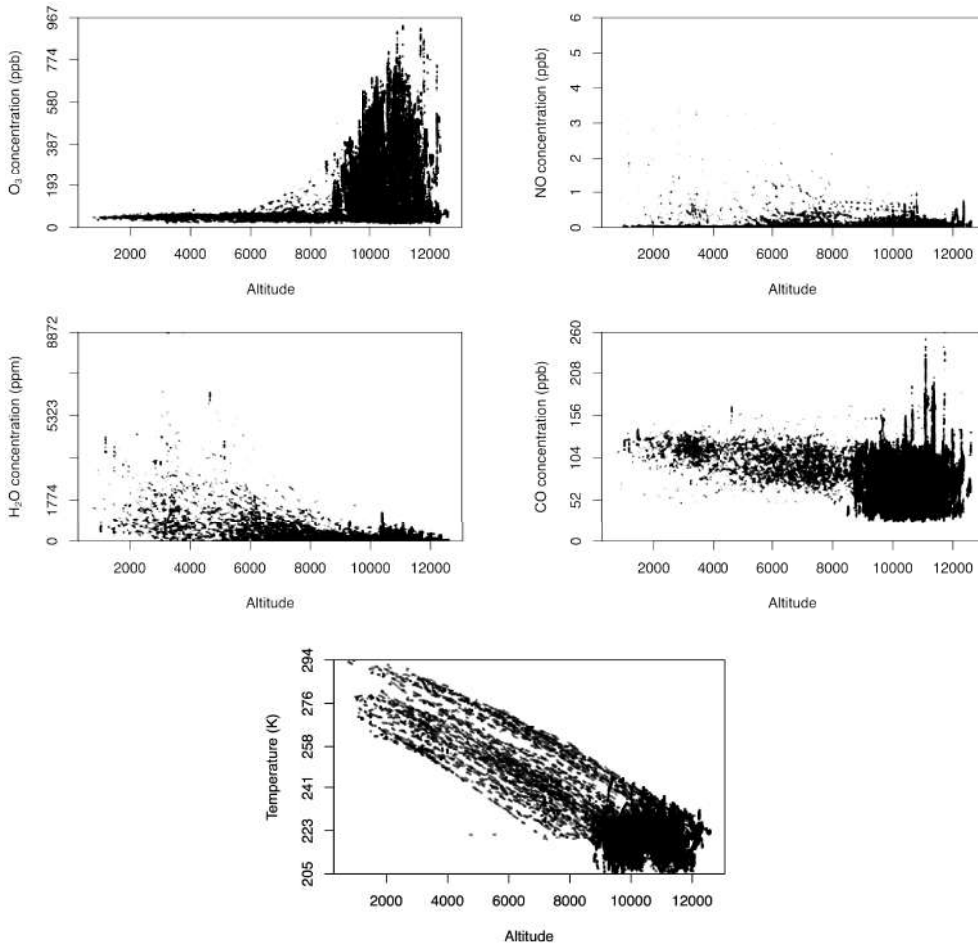 O₃ concentration (ppb)
967
774
580
387
193
0
2000 4000 6000 8000 10000 12000
Altitude
NO concentration (ppb)
6
5
4
3
2
1
0
2000 4000 6000 8000 10000 12000
Altitude
H₂O concentration (ppm)
8872
5323
1774
0
2000 4000 6000 8000 10000 12000
Altitude
CO concentration (ppb)
260
208
156
104
52
0
2000 4000 6000 8000 10000 12000
Altitude
Temperature (K)
294
276
258
241
223
205
2000 4000 6000 8000 10000 12000
Altitude